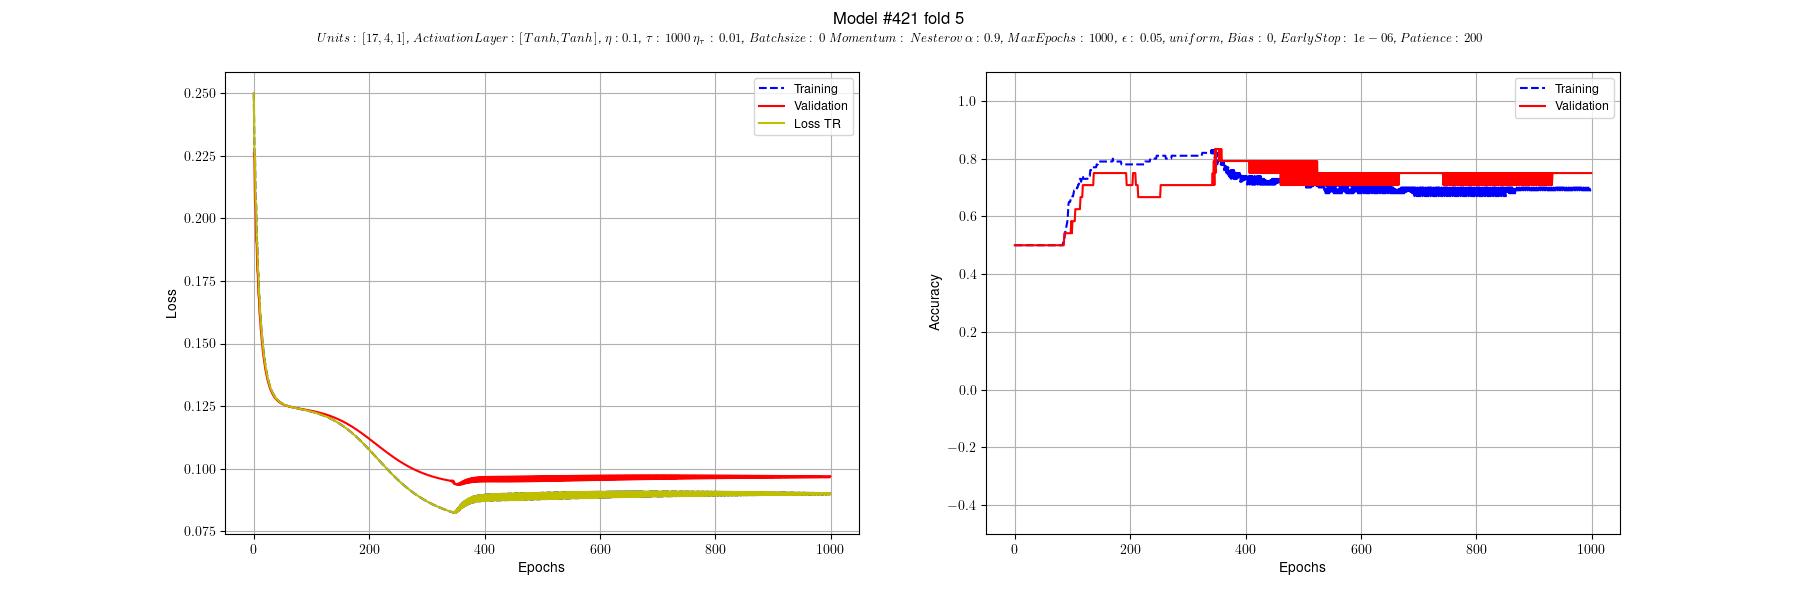 Model #421 fold 5
Units : [17, 4, 1], ActivationLayer : [Tanh, Tanh], η : 0.1, τ : 1000 ητ : 0.01, Batchsize : 0 Momentum : Nesterov α : 0.9, MaxEpochs : 1000, ϵ : 0.05, uniform, Bias : 0, EarlyStop : 1e − 06, Patience : 200
Loss
0.250
0.225
0.200
0.175
0.150
0.125
0.100
0.075
Training
Validation
Loss TR
0 200 400 600 800 1000
Epochs
Accuracy
1.0
0.8
0.6
0.4
0.2
0.0
−0.2
−0.4
Training
Validation
0 200 400 600 800 1000
Epochs